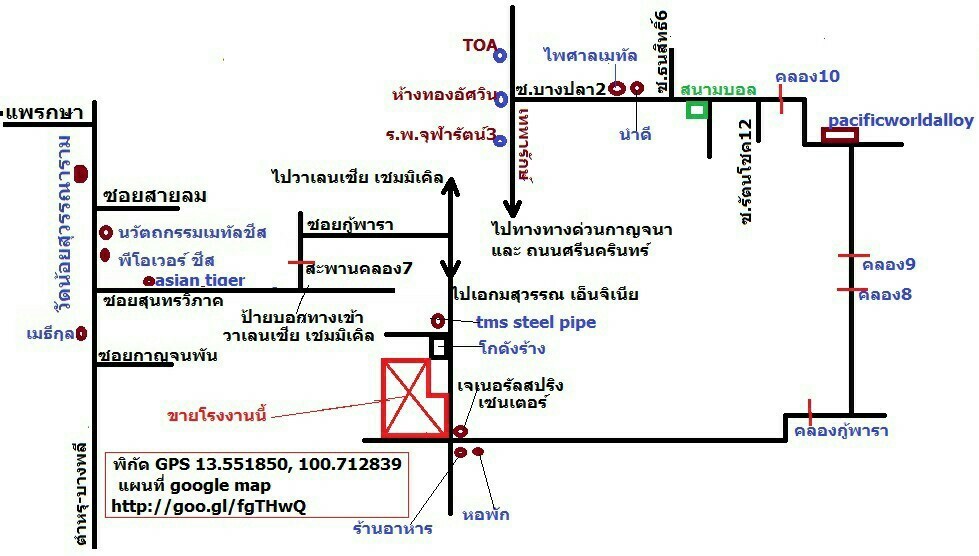 TOA
ไพศาลเมทัล
ซ.ธนสิทธิ์6
คลอง10
ห้างทองอัศวิน
ซ.บางปลา2
สนามบอล
แพรกษา
นำดี
pacificworldalloy
ร.พ.จุฬารัตน์3
เทพารักษ์
ซ.รัตนโชค12
วัดน้อยสุวรรณาราม
ไปวาเลนเซีย เชมมิเคิล
ซอยสายลม
ซอยกู้พารา
ไปทางทางด่วนกาญจนา
และ ถนนศรีนครินทร์
นวัตถกรรมเมทัลชีส
พีโอเวอร์ ชีส
สะพานคลอง7
คลอง9
asian_tiger
คลอง8
ซอยสุนทรวิภาค
ไปเอกมสุวรรณ เอ็นจิเนีย
ป้ายบอกทางเข้า
วาเลนเซีย เชมมิเคิล
tms steel pipe
เมธีกุล
โกดังร้าง
ซอยกาญจนพัน
เจเนอรัลสปริง
เซนเตอร์
ขายโรงงานนี้
คลองกู้พารา
ตำหรุ-บางพลี
พิกัด GPS 13.551850, 100.712839
แผนที่ google map
http://goo.gl/fgTHwQ
หอพัก
ร้านอาหาร